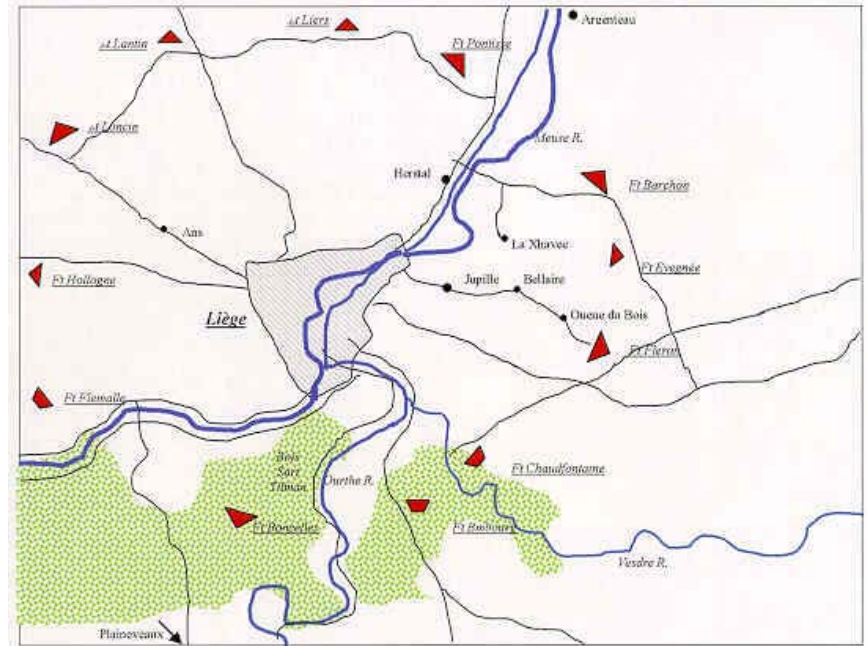 Ft Liers
Argenteau
Ft Lantin
Ft Pontisse
Ft Loncin
Meuse R.
Herstal
Ft Barchon
Ans
La Xhavee
Ft Evegnée
Ft Hollogne
Jupille
Bellaire
Liège
Queue du Bois
Ft Fleron
Ft Flemalle
Bois
Sart
Tilman
Ourthe R.
Ft Chaudfontaine
Ft Boncelles
Ft Embourg
Vesdre R.
Plainevaux